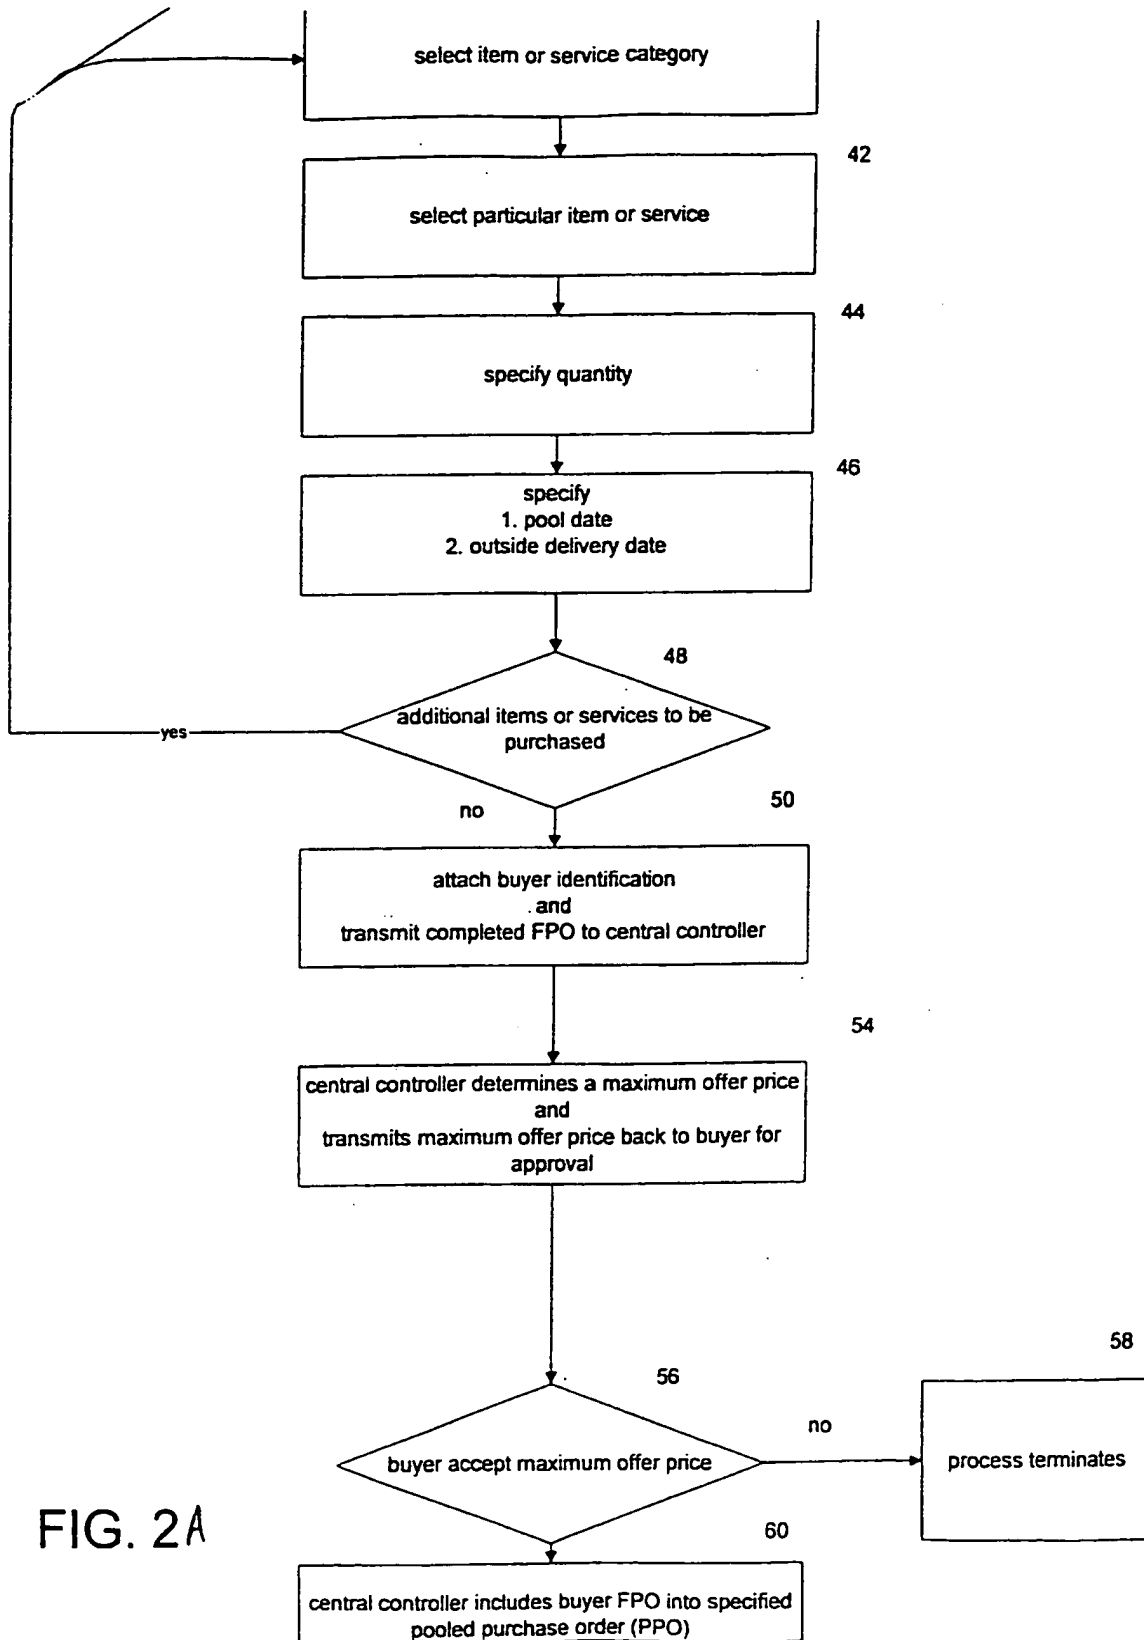 select item or service category
42
select particular item or service
44
specify quantity
46
specify
1. pool date
2. outside delivery date
48
additional items or services to be
purchased
yes
no
50
attach buyer identification
and
transmit completed FPO to central controller
54
central controller determines a maximum offer price
and
transmits maximum offer price back to buyer for
approval
56
58
buyer accept maximum offer price
no
process terminates
FIG. 2A
60
central controller includes buyer FPO into specified
pooled purchase order (PPO)